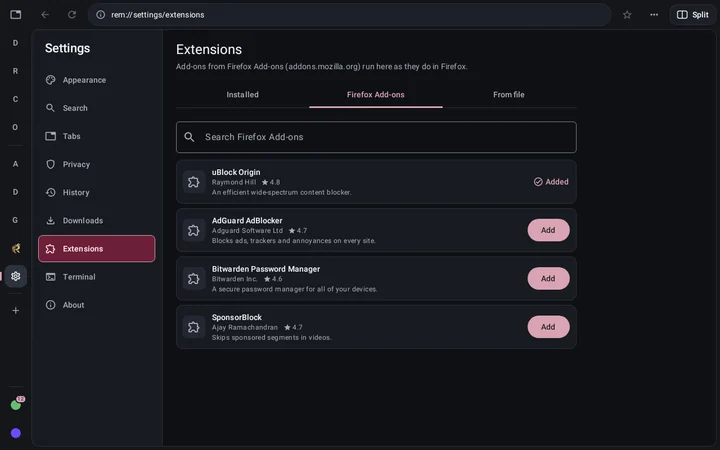 rem://settings/extensions
Split
D
R
C
O
A
D
G
12
Settings
Appearance
Search
Tabs
Privacy
History
Downloads
Extensions
Terminal
About
Extensions
Add-ons from Firefox Add-ons (addons.mozilla.org) run here as they do in Firefox.
Installed
Firefox Add-ons
From file
Search Firefox Add-ons
uBlock Origin
Raymond Hill ★ 4.8
An efficient wide-spectrum content blocker.
Added
AdGuard AdBlocker
Adguard Software Ltd ★ 4.7
Blocks ads, trackers and annoyances on every site.
Add
Bitwarden Password Manager
Bitwarden Inc. ★ 4.6
A secure password manager for all of your devices.
Add
SponsorBlock
Ajay Ramachandran ★ 4.7
Skips sponsored segments in videos.
Add